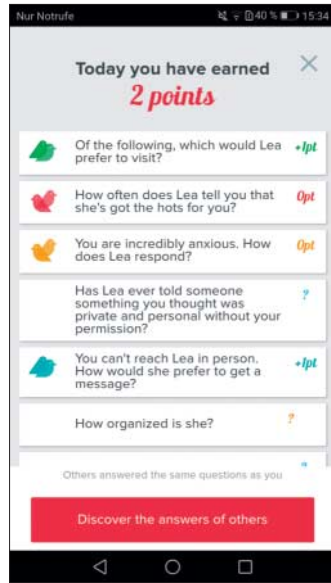 Nur Notrufe 40 % 15:34
Today you have earned
2 points
Of the following, which would Lea +1pt
prefer to visit?
How often does Lea tell you that 0pt
she's got the hots for you?
You are incredibly anxious. How 0pt
does Lea respond?
Has Lea ever told someone ?
something you thought was
private and personal without your
permission?
You can't reach Lea in person. +1pt
How would she prefer to get a
message?
How organized is she? ?
Others answered the same questions as you
Discover the answers of others